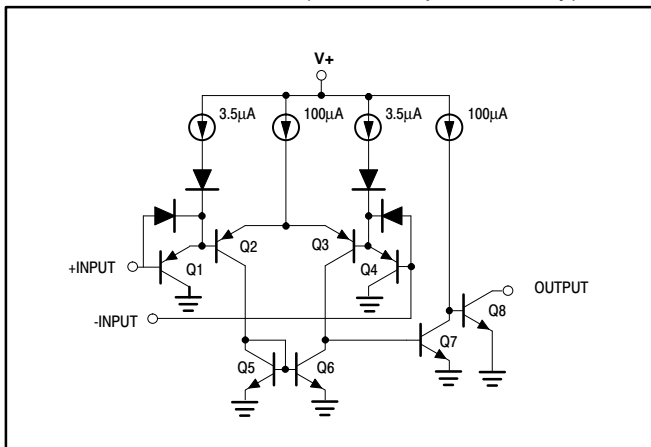 V+
3.5μA 100μA 3.5μA 100μA
Q2 Q3
+INPUT Q1 Q4
OUTPUT
Q8
-INPUT
Q7
Q5 Q6